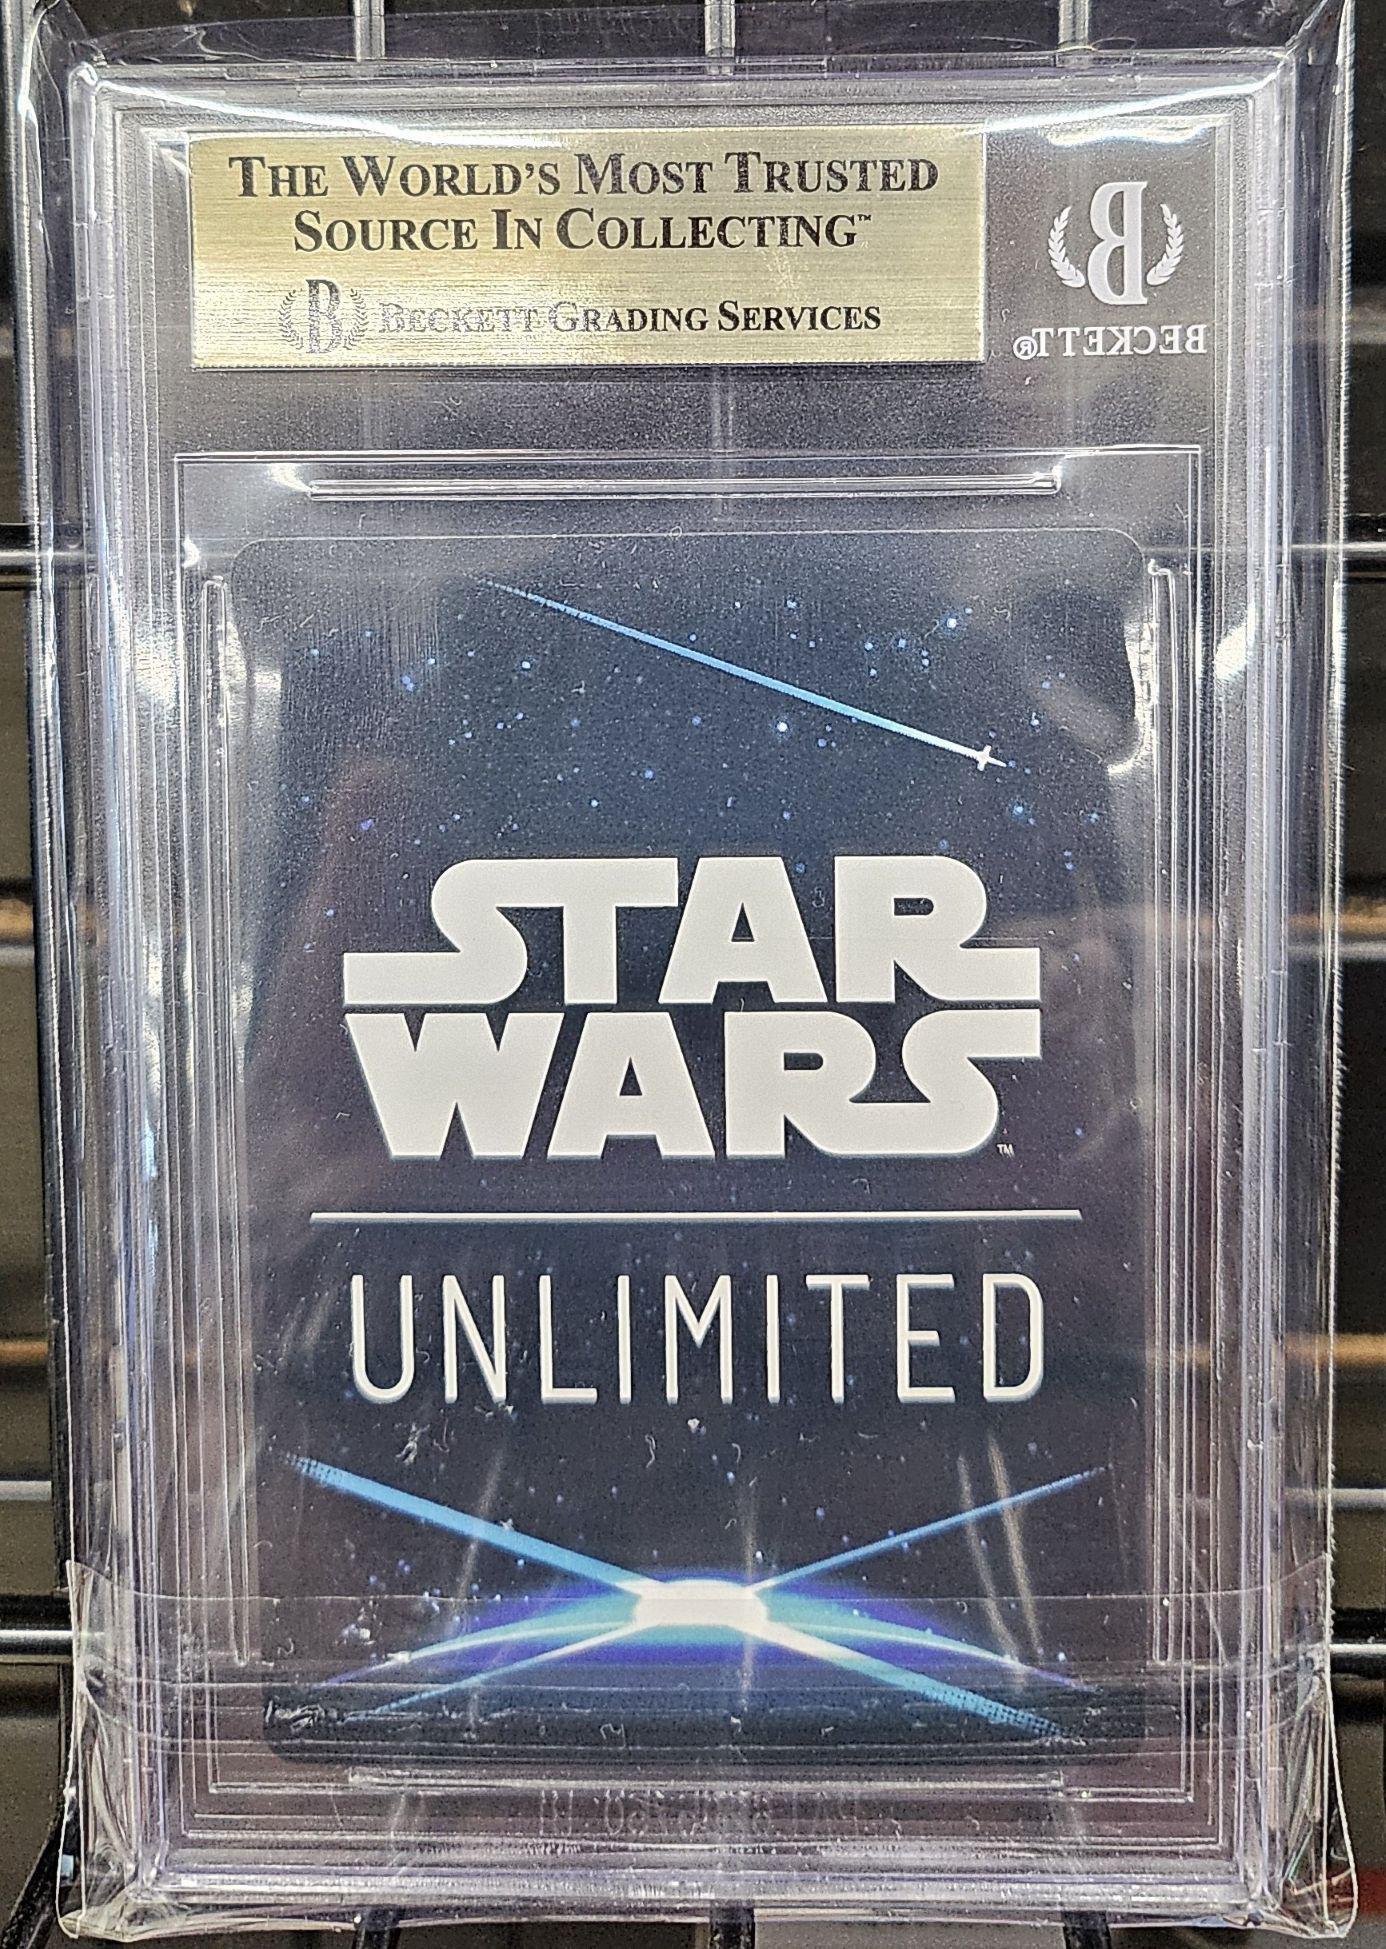 THE WORLD'S MOST TRUSTED
SOURCE IN COLLECTING™
B BECKETT GRADING SERVICES
B
BECKETT®
STAR
WARS™
UNLIMITED